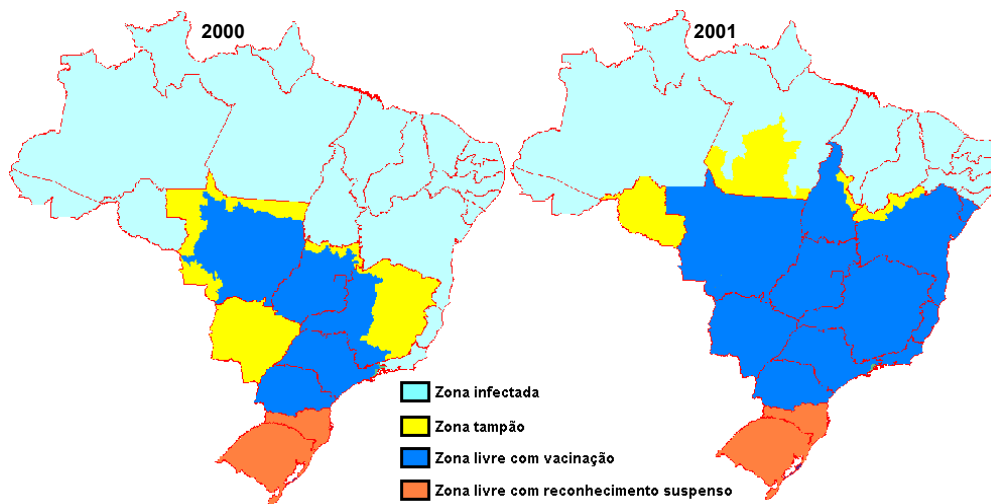 2000
2001
Zona infectada
Zona tampão
Zona livre com vacinação
Zona livre com reconhecimento suspenso